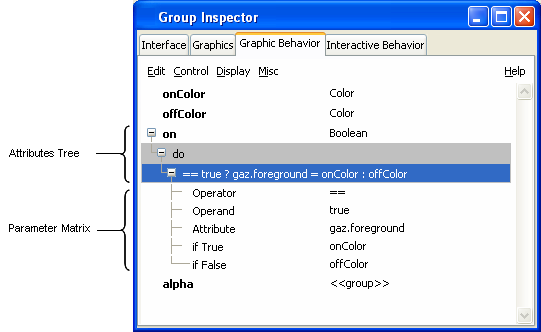 Group Inspector
Interface Graphics Graphic Behavior Interactive Behavior
Edit Control Display Misc Help
onColor Color
offColor Color
on Boolean
Attributes Tree
do
== true ? gaz.foreground = onColor : offColor
Operator ==
Operand true
Parameter Matrix
Attribute gaz.foreground
if True onColor
if False offColor
alpha <<group>>